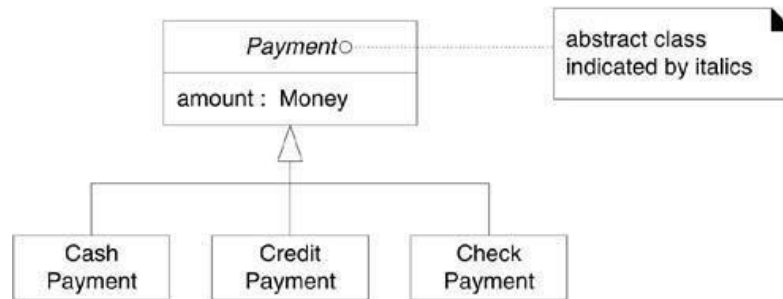 Payment
abstract class
indicated by italics
amount : Money
Cash
Payment
Credit
Payment
Check
Payment